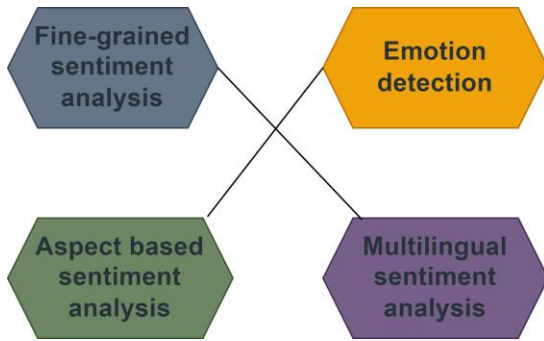 Fine-grained
sentiment
analysis
Emotion
detection
Aspect based
sentiment
analysis
Multilingual
sentiment
analysis